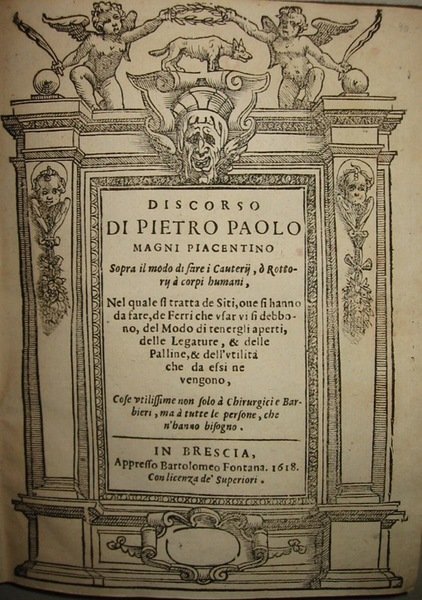 DISCORSO
DI PIETRO PAOLO
MAGNI PIACENTINO
Sopra il modo di fare i Cauterij, ò Rotto-
rij à corpi humani,
Nel quale si tratta de Siti, oue si hanno
da fare, de Ferri che vsar vi si debbo-
no, del Modo di tenergli aperti,
delle Legature, & delle
Palline, & dell'vtilità
che da essi ne
vengono,
Cose vtilissime non solo à Chirurgici e Bar-
bieri, ma à tutte le persone, che
n'hanno bisogno.
IN BRESCIA,
Appresso Bartolomeo Fontana. 1618.
Con licenza de' Superiori.